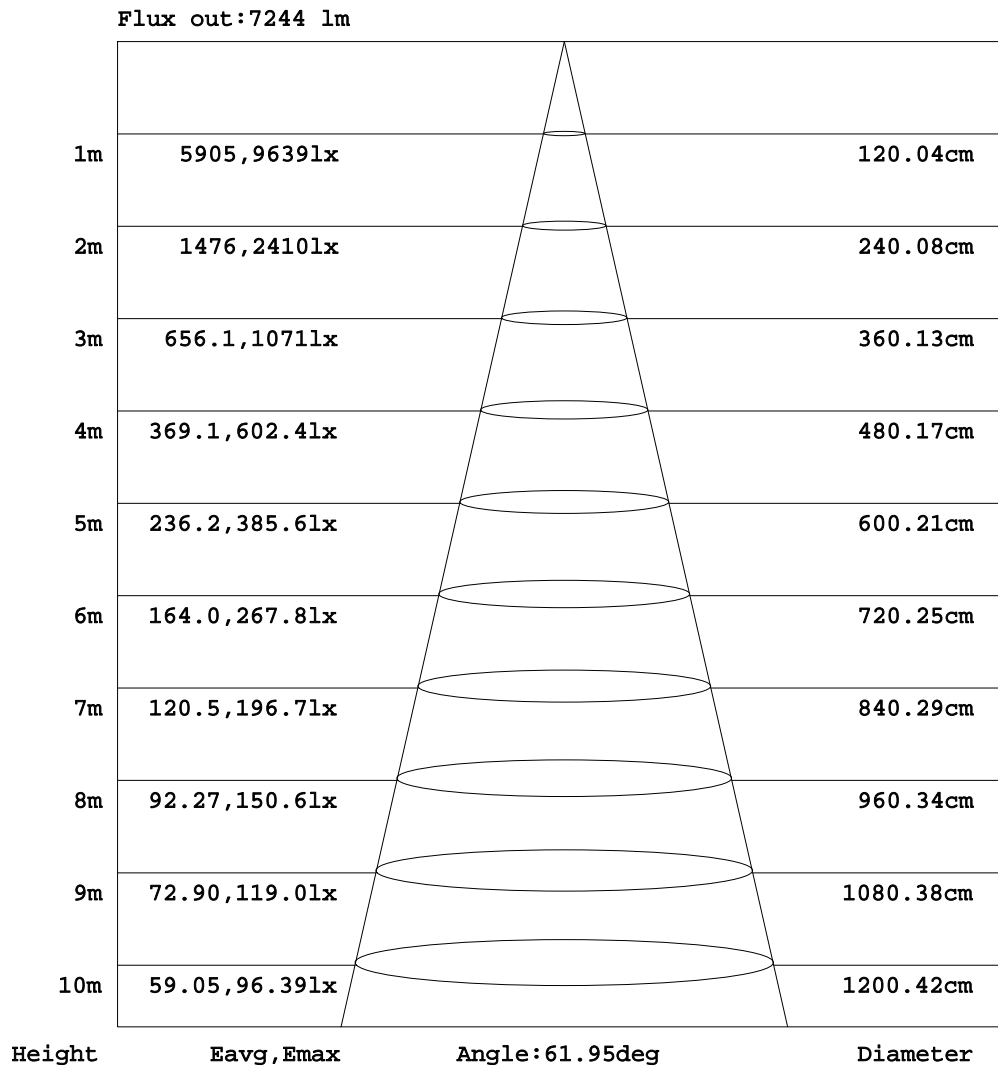 Flux out:7244 lm
1m 5905,9639lx 120.04cm
2m 1476,2410lx 240.08cm
3m 656.1,1071lx 360.13cm
4m 369.1,602.4lx 480.17cm
5m 236.2,385.6lx 600.21cm
6m 164.0,267.8lx 720.25cm
7m 120.5,196.7lx 840.29cm
8m 92.27,150.6lx 960.34cm
9m 72.90,119.0lx 1080.38cm
10m 59.05,96.39lx 1200.42cm
Height Eavg,Emax Angle:61.95deg Diameter